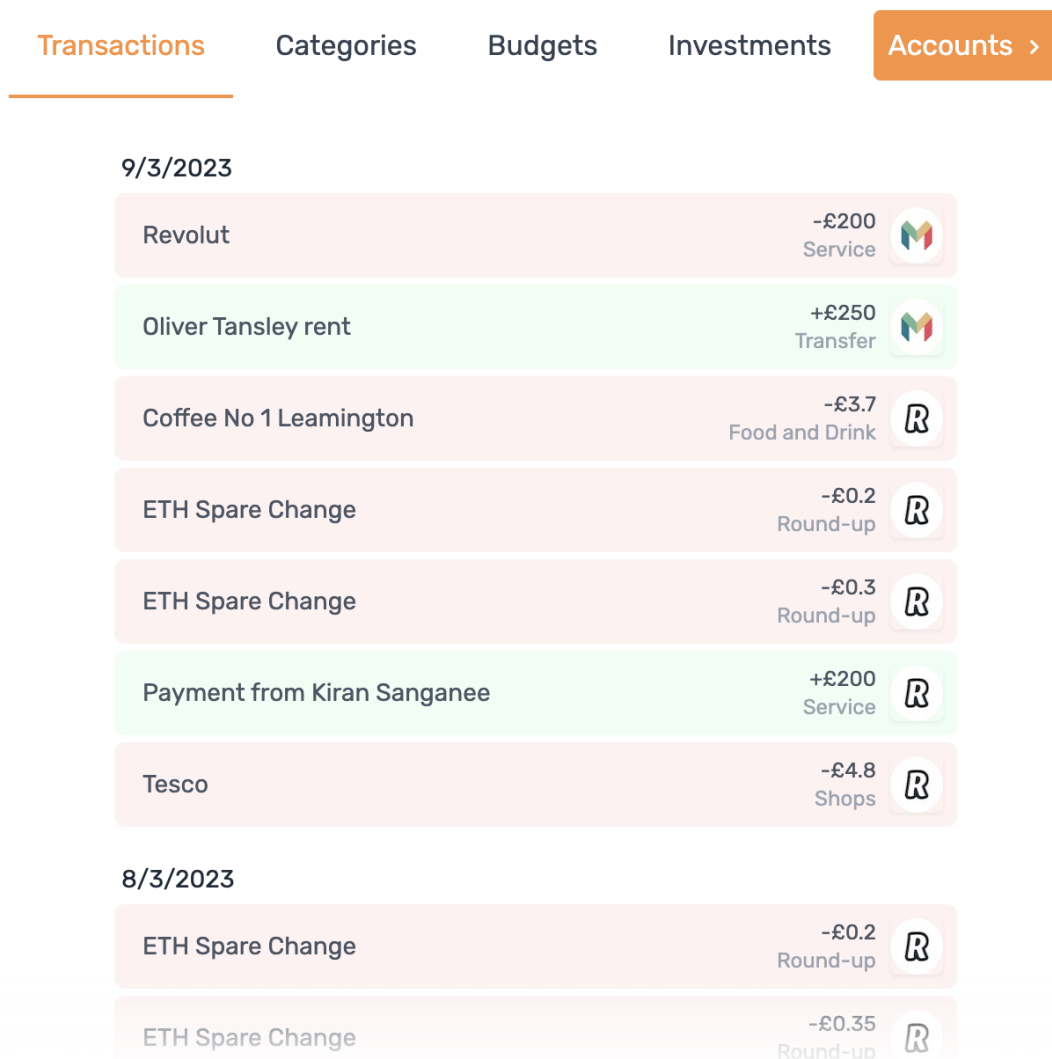 Transactions Categories Budgets Investments Accounts >
9/3/2023
Revolut
-£200
Service
Oliver Tansley rent
+£250
Transfer
Coffee No 1 Leamington
-£3.7
Food and Drink
ETH Spare Change
-£0.2
Round-up
ETH Spare Change
-£0.3
Round-up
Payment from Kiran Sanganee
+£200
Service
Tesco
-£4.8
Shops
8/3/2023
ETH Spare Change
-£0.2
Round-up
ETH Spare Change
-£0.35
Round-up